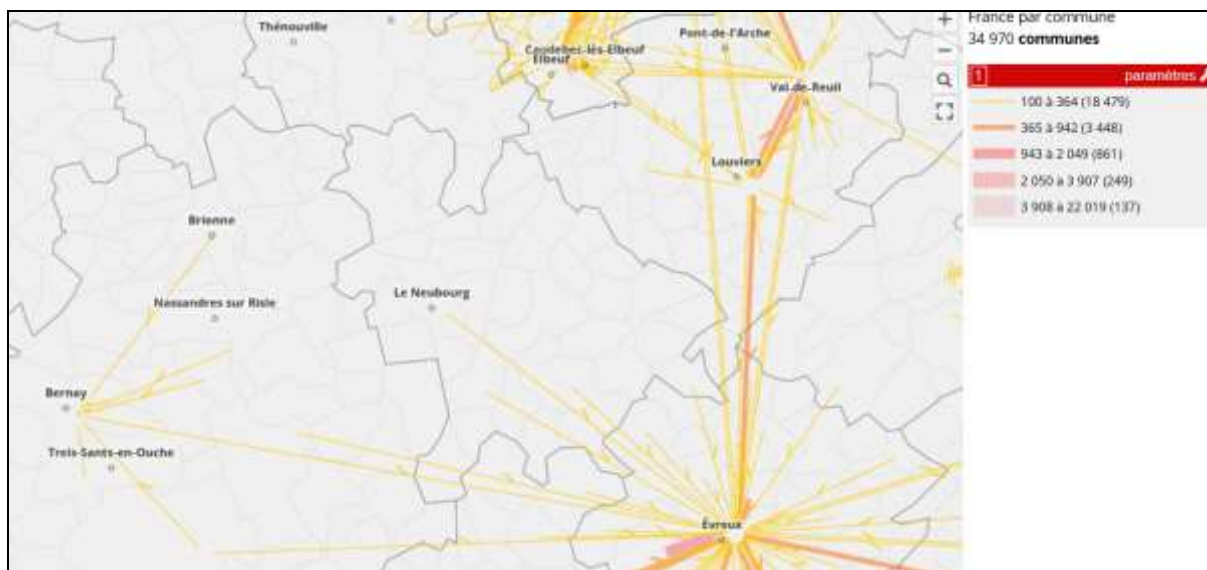 Thénouville
Caudebec-lès-Elbeuf
Elbeuf
Pont-de-l'Arche
Val-de-Reuil
Louviers
Brionne
Le Neubourg
Nassandres sur Risle
Bernay
Treis-Sants-en-Ouche
Évreux
+
−
France par commune
34 970 communes
1 paramètres
100 à 364 (18 479)
365 à 942 (3 448)
943 à 2 049 (861)
2 050 à 3 907 (249)
3 908 à 22 019 (137)